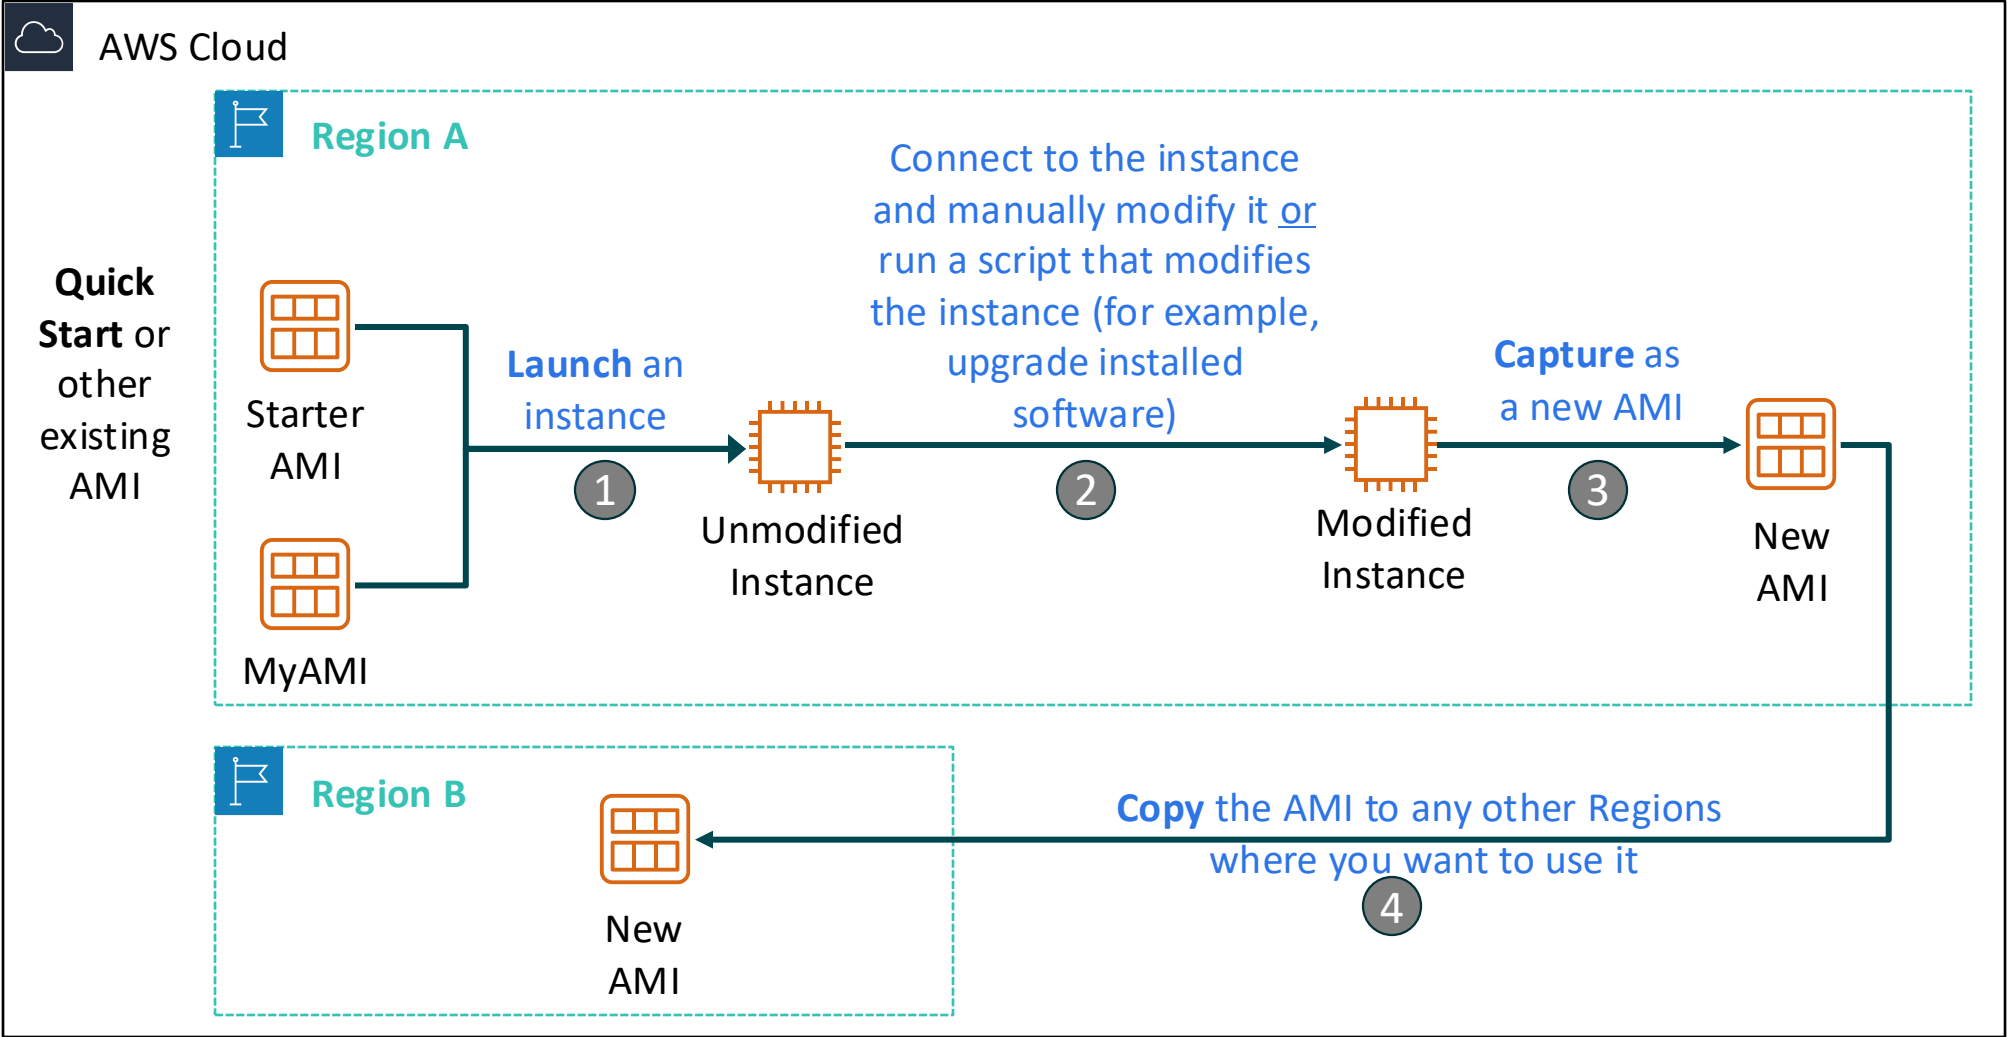 AWS Cloud
Region A
Quick
Start or
other
existing
AMI
Starter
AMI
MyAMI
Launch an
instance
1
Unmodified
Instance
Connect to the instance
and manually modify it or
run a script that modifies
the instance (for example,
upgrade installed
software)
2
Modified
Instance
Capture as
a new AMI
3
New
AMI
Copy the AMI to any other Regions
where you want to use it
4
Region B
New
AMI